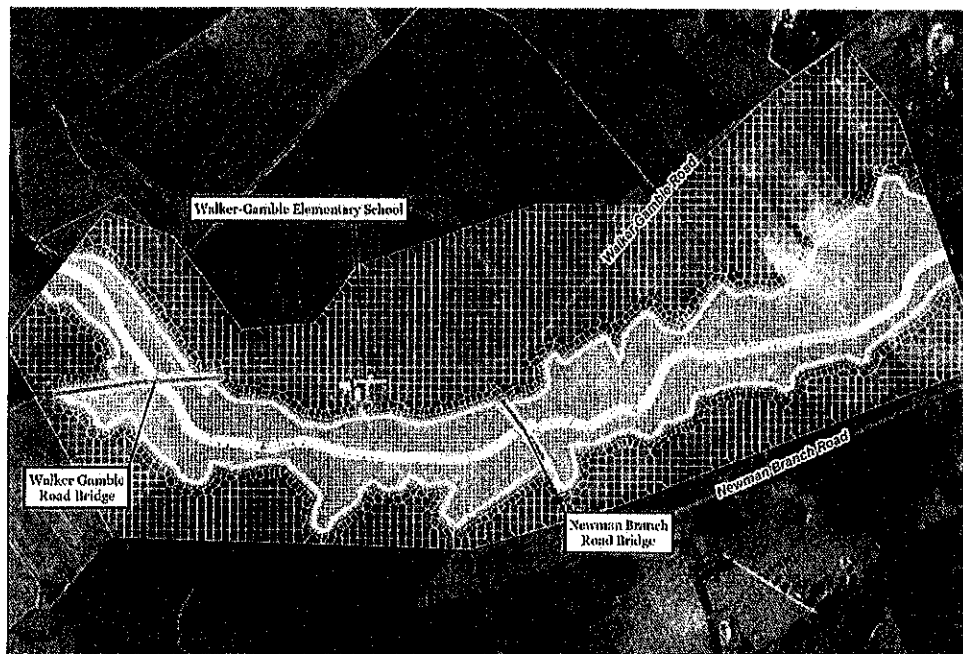 Walker Gamble Road
Walker-Gamble Elementary School
Walker Gamble
Road Bridge
Newman Branch Road
Newman Branch
Road Bridge